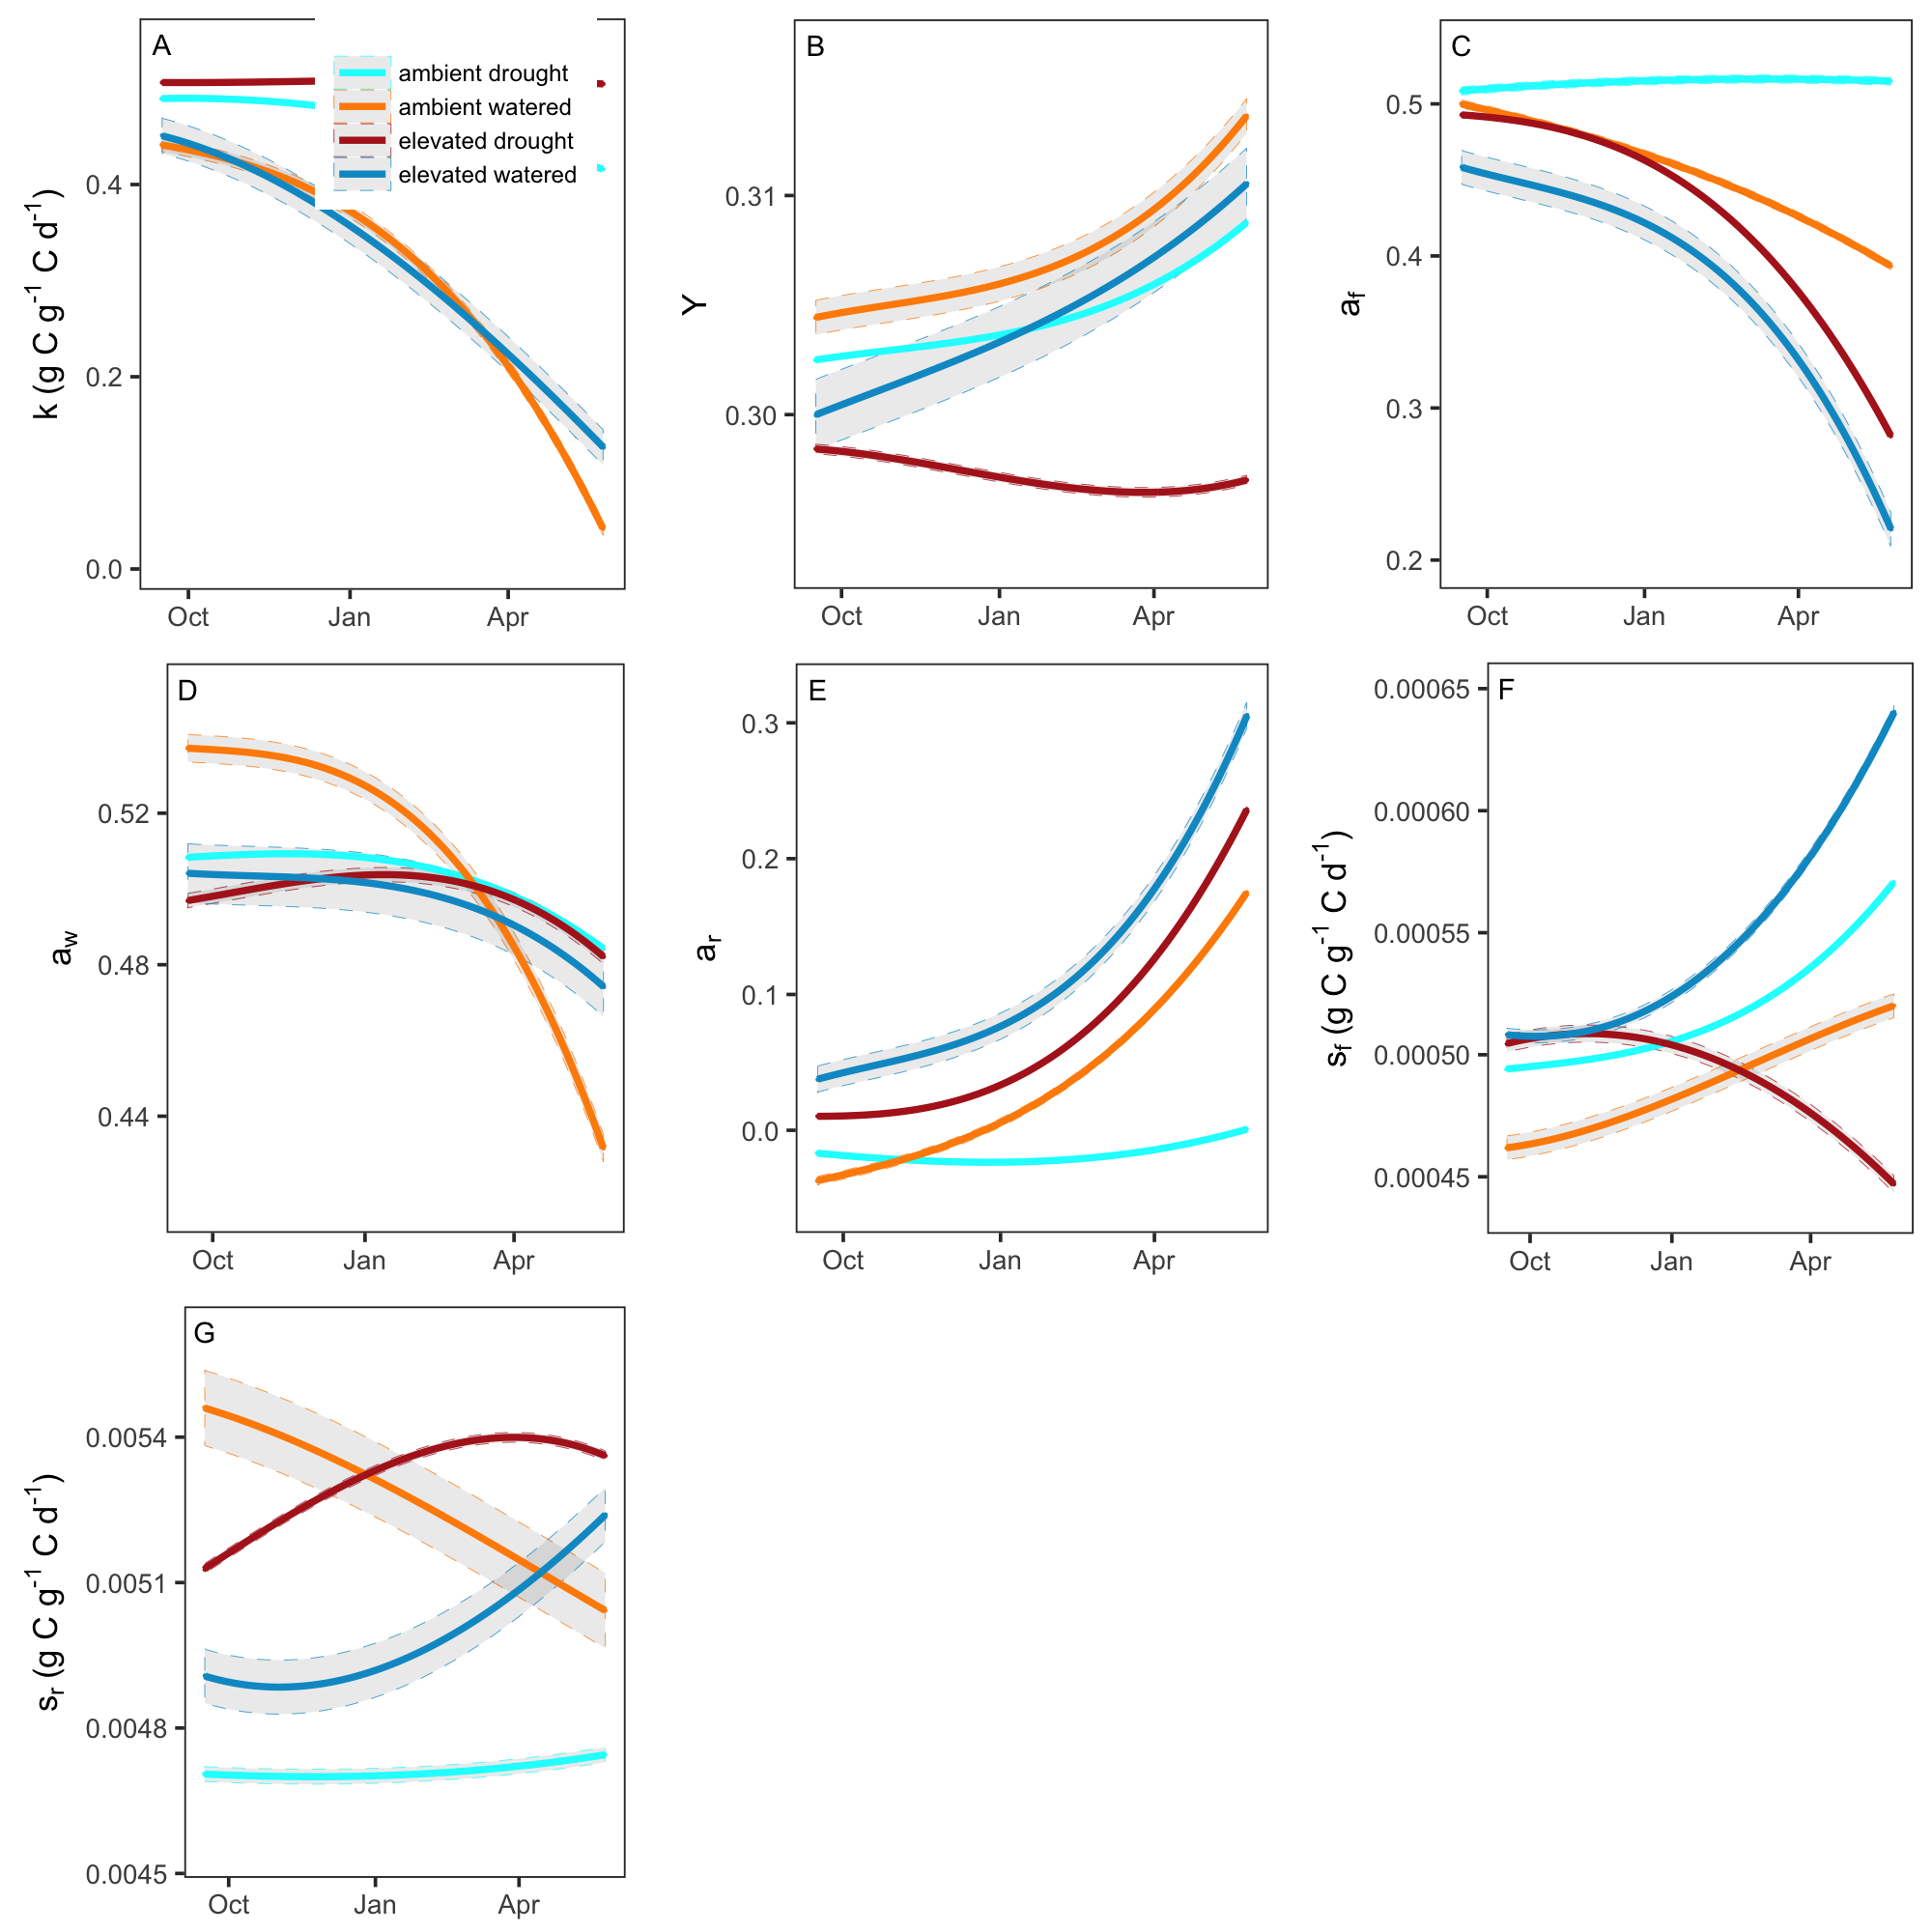 A
ambient drought
ambient watered
elevated drought
elevated watered
k (g C g⁻¹ C d⁻¹)
0.4
0.2
0.0
Oct Jan Apr
B
Y
0.31
0.30
Oct Jan Apr
C
a_f
0.5
0.4
0.3
0.2
Oct Jan Apr
D
a_w
0.52
0.48
0.44
Oct Jan Apr
E
a_r
0.3
0.2
0.1
0.0
Oct Jan Apr
F
s_f (g C g⁻¹ C d⁻¹)
0.00065
0.00060
0.00055
0.00050
0.00045
Oct Jan Apr
G
s_r (g C g⁻¹ C d⁻¹)
0.0054
0.0051
0.0048
0.0045
Oct Jan Apr